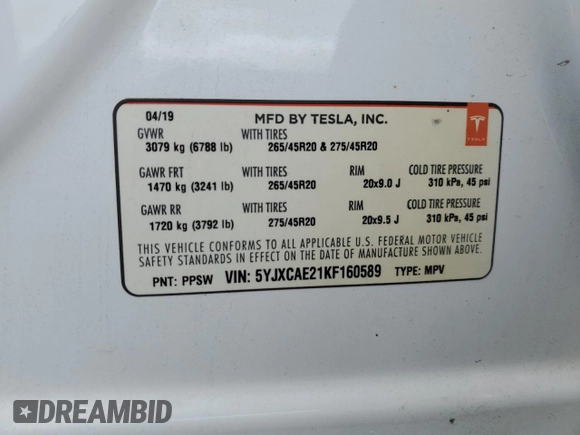 04/19 MFD BY TESLA, INC.
GVWR WITH TIRES
3079 kg (6788 lb) 265/45R20 & 275/45R20
TESLA
GAWR FRT WITH TIRES RIM COLD TIRE PRESSURE
1470 kg (3241 lb) 265/45R20 20x9.0 J 310 kPa, 45 psi
GAWR RR WITH TIRES RIM COLD TIRE PRESSURE
1720 kg (3792 lb) 275/45R20 20x9.5 J 310 kPa, 45 psi
THIS VEHICLE CONFORMS TO ALL APPLICABLE U.S. FEDERAL MOTOR VEHICLE
SAFETY STANDARDS IN EFFECT ON THE DATE OF MANUFACTURE SHOWN ABOVE.
PNT: PPSW VIN: 5YJXCAE21KF160589 TYPE: MPV
DREAMBID